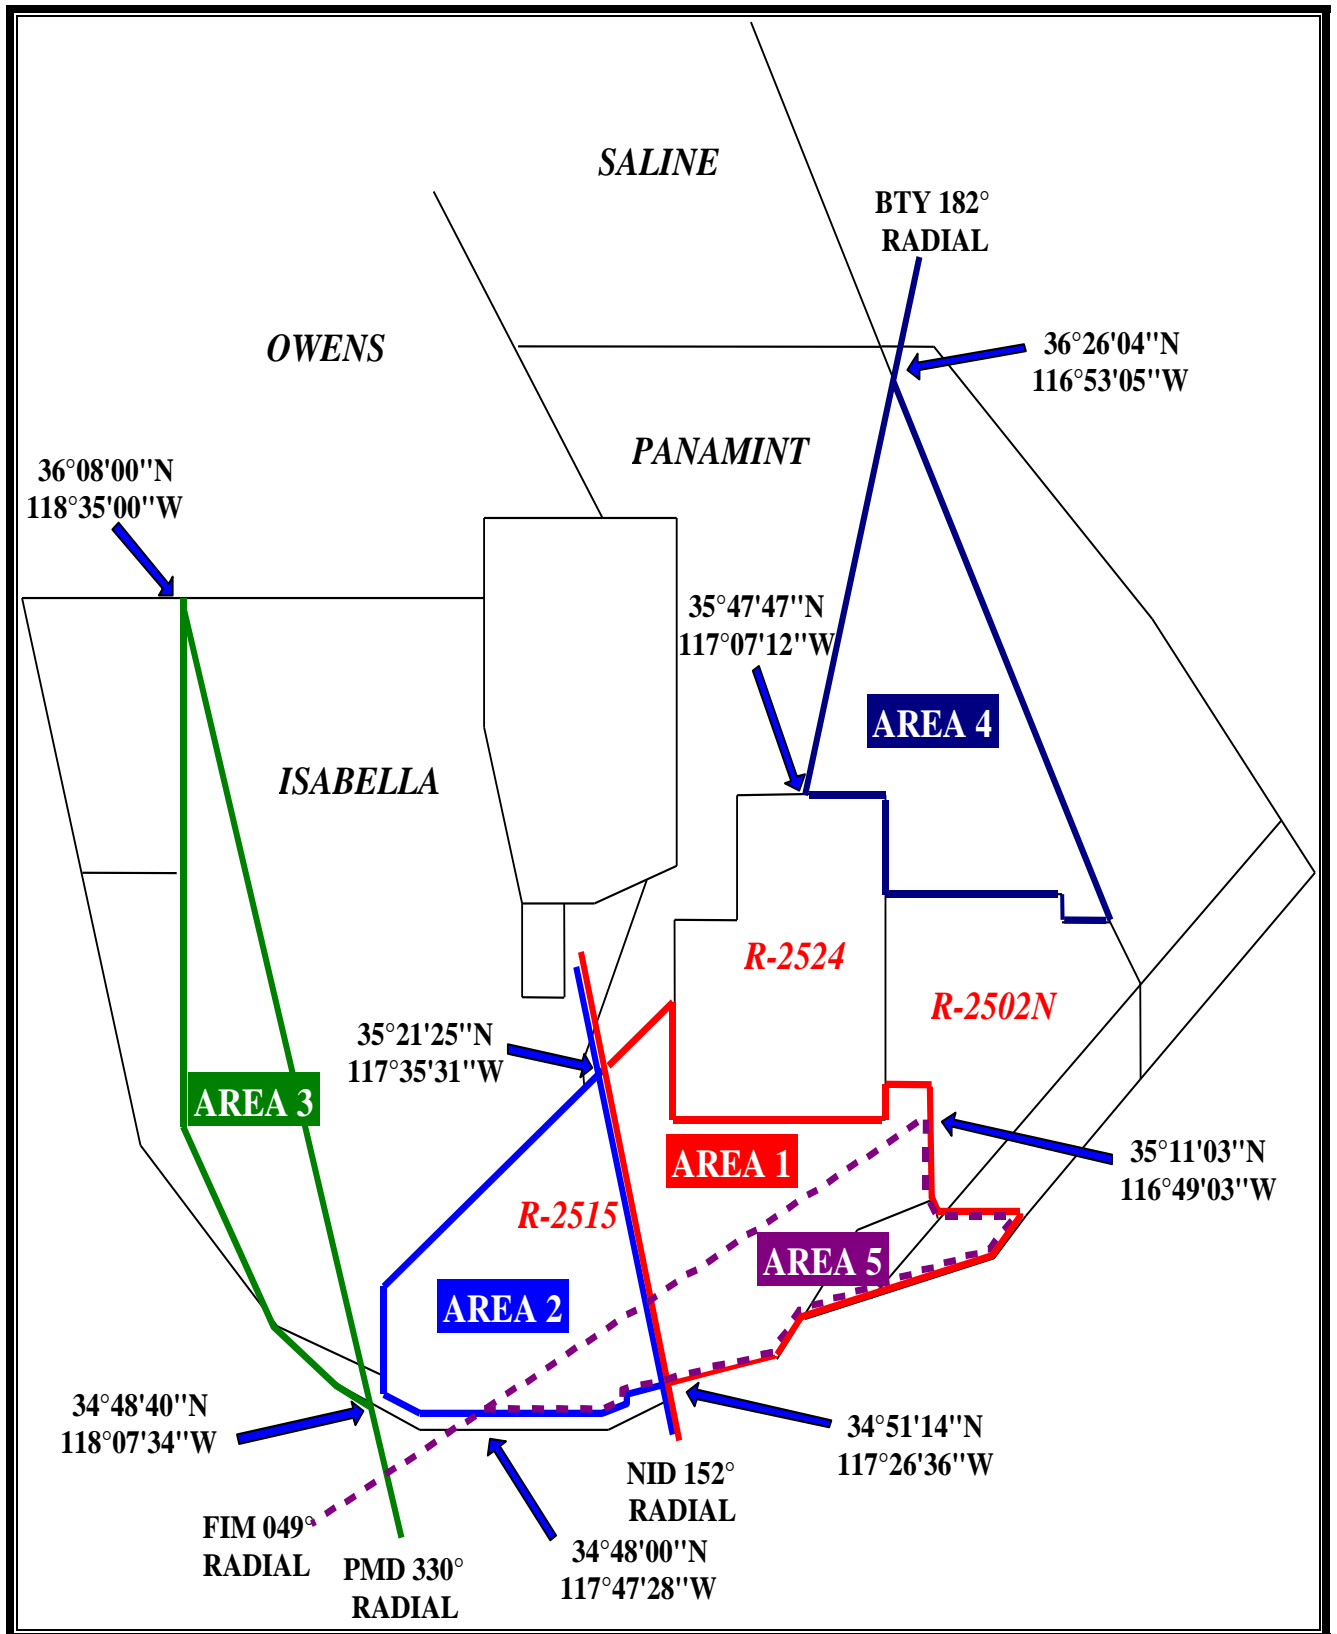 SALINE
BTY 182°
RADIAL
OWENS
36°26'04"N
116°53'05"W
PANAMINT
36°08'00"N
118°35'00"W
35°47'47"N
117°07'12"W
AREA 4
ISABELLA
R-2524
R-2502N
35°21'25"N
117°35'31"W
AREA 3
AREA 1
35°11'03"N
116°49'03"W
R-2515
AREA 5
AREA 2
34°48'40"N
118°07'34"W
34°51'14"N
117°26'36"W
NID 152°
RADIAL
FIM 049°
RADIAL
34°48'00"N
117°47'28"W
PMD 330°
RADIAL